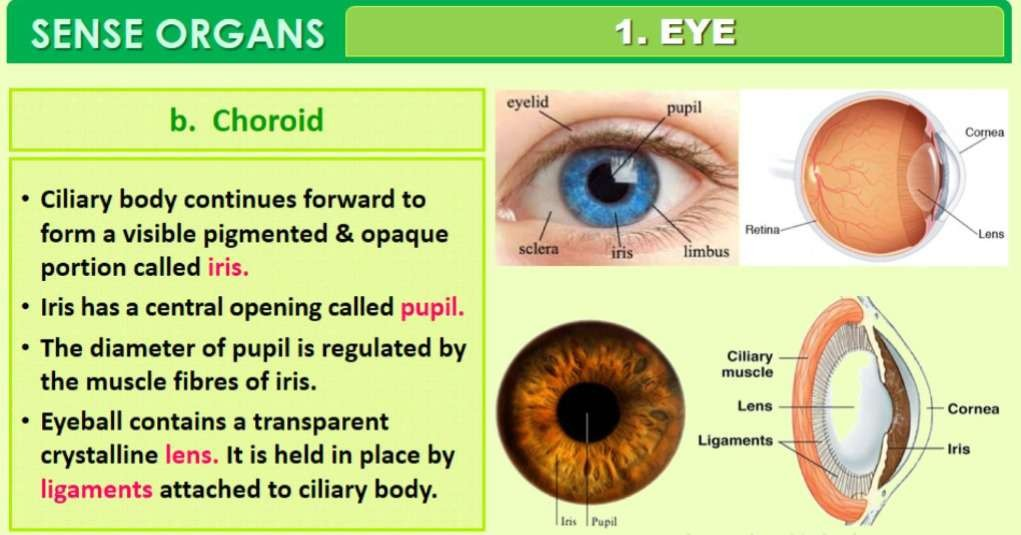 SENSE ORGANS
1. EYE
b. Choroid
• Ciliary body continues forward to
form a visible pigmented & opaque
portion called iris.
• Iris has a central opening called pupil.
• The diameter of pupil is regulated by
the muscle fibres of iris.
• Eyeball contains a transparent
crystalline lens. It is held in place by
ligaments attached to ciliary body.
eyelid
pupil
sclera
iris
limbus
Cornea
Retina
Lens
Iris
Pupil
Ciliary
muscle
Lens
Ligaments
Cornea
Iris